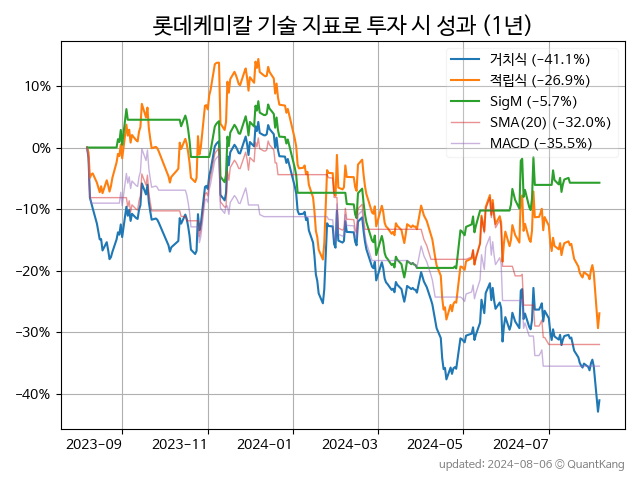 롯데케미칼 기술 지표로 투자 시 성과 (1년)
거치식 (−41.1%)
적립식 (−26.9%)
SigM (−5.7%)
SMA(20) (−32.0%)
MACD (−35.5%)
10%
0%
−10%
−20%
−30%
−40%
2023-09 2023-11 2024-01 2024-03 2024-05 2024-07
updated: 2024-08-06 © QuantKang